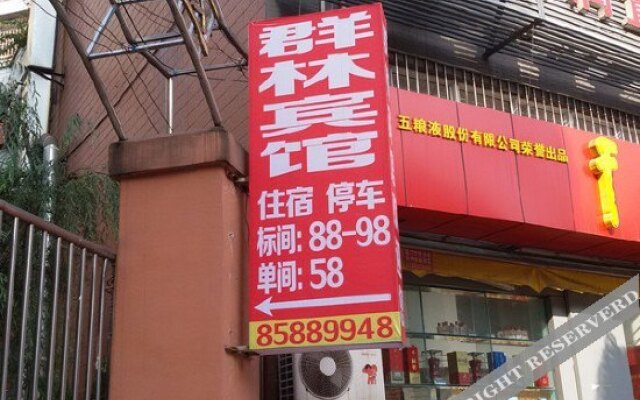 群林宾馆
住宿 停车
标间: 88-98
单间: 58
85889948
五粮液股份有限公司荣誉出品
RIGHT RESERVERD